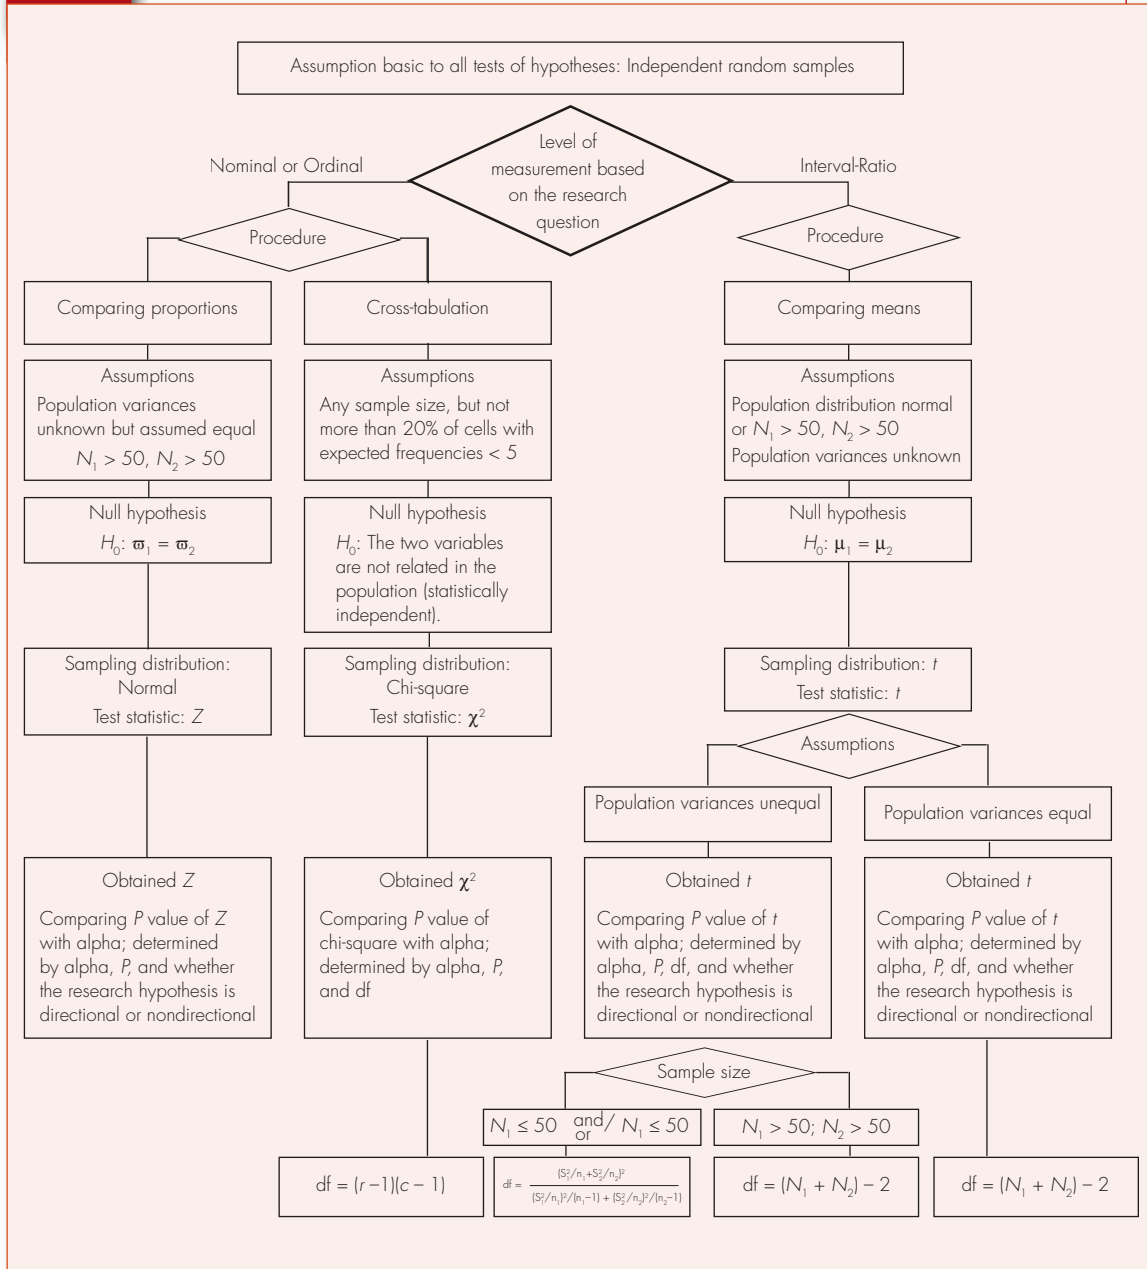 Assumption basic to all tests of hypotheses: Independent random samples
Level of
measurement based
on the research
question
Nominal or Ordinal
Interval-Ratio
Procedure
Procedure
Comparing proportions
Cross-tabulation
Comparing means
Assumptions
Population variances
unknown but assumed equal
N₁ > 50, N₂ > 50
Assumptions
Any sample size, but not
more than 20% of cells with
expected frequencies < 5
Assumptions
Population distribution normal
or N₁ > 50, N₂ > 50
Population variances unknown
Null hypothesis
H₀: ϖ₁ = ϖ₂
Null hypothesis
H₀: The two variables
are not related in the
population (statistically
independent).
Null hypothesis
H₀: μ₁ = μ₂
Sampling distribution:
Normal
Test statistic: Z
Sampling distribution:
Chi-square
Test statistic: χ²
Sampling distribution: t
Test statistic: t
Assumptions
Population variances unequal
Population variances equal
Obtained Z
Comparing P value of Z
with alpha; determined
by alpha, P, and whether
the research hypothesis is
directional or nondirectional
Obtained χ²
Comparing P value of
chi-square with alpha;
determined by alpha, P,
and df
Obtained t
Comparing P value of t
with alpha; determined by
alpha, P, df, and whether
the research hypothesis is
directional or nondirectional
Obtained t
Comparing P value of t
with alpha; determined by
alpha, P, df, and whether
the research hypothesis is
directional or nondirectional
Sample size
N₁ ≤ 50 and/or N₁ ≤ 50
N₁ > 50; N₂ > 50
df = (r−1)(c − 1)
df = (S₁²/n₁+S₂²/n₂)²
(S₁²/n₁)²/(n₁−1) + (S₂²/n₂)²/(n₂−1)
df = (N₁ + N₂) − 2
df = (N₁ + N₂) − 2